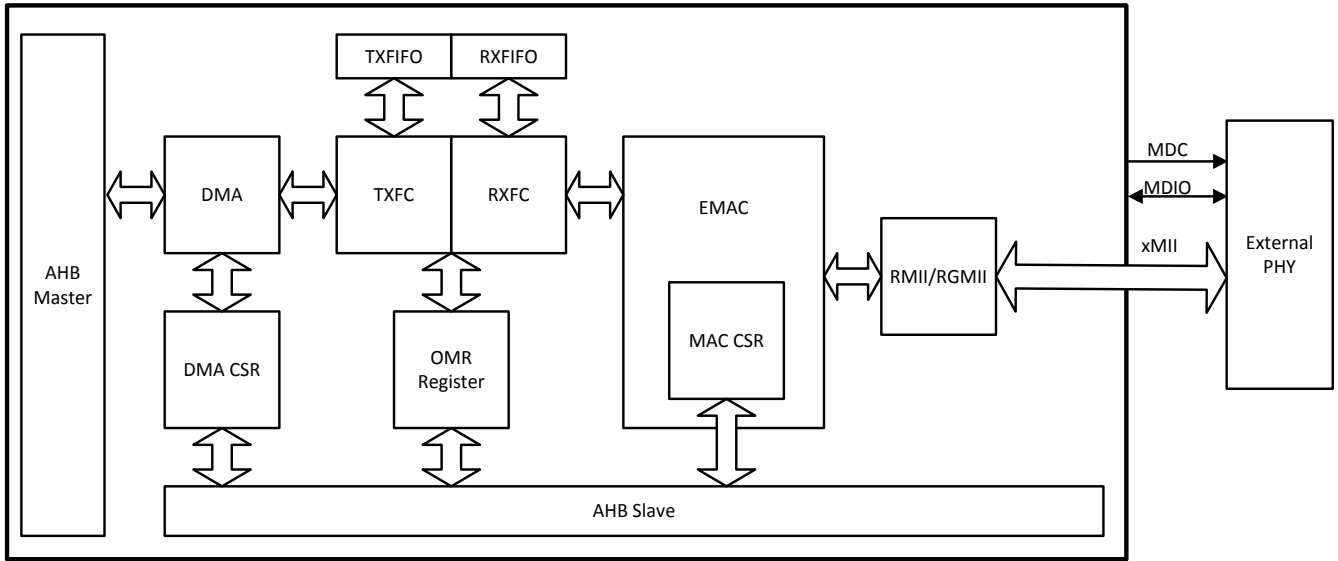 TXFIFO
RXFIFO
DMA
TXFC
RXFC
EMAC
MDC
MDIO
xMII
AHB
Master
RMII/RGMII
External
PHY
DMA CSR
OMR
Register
MAC CSR
AHB Slave